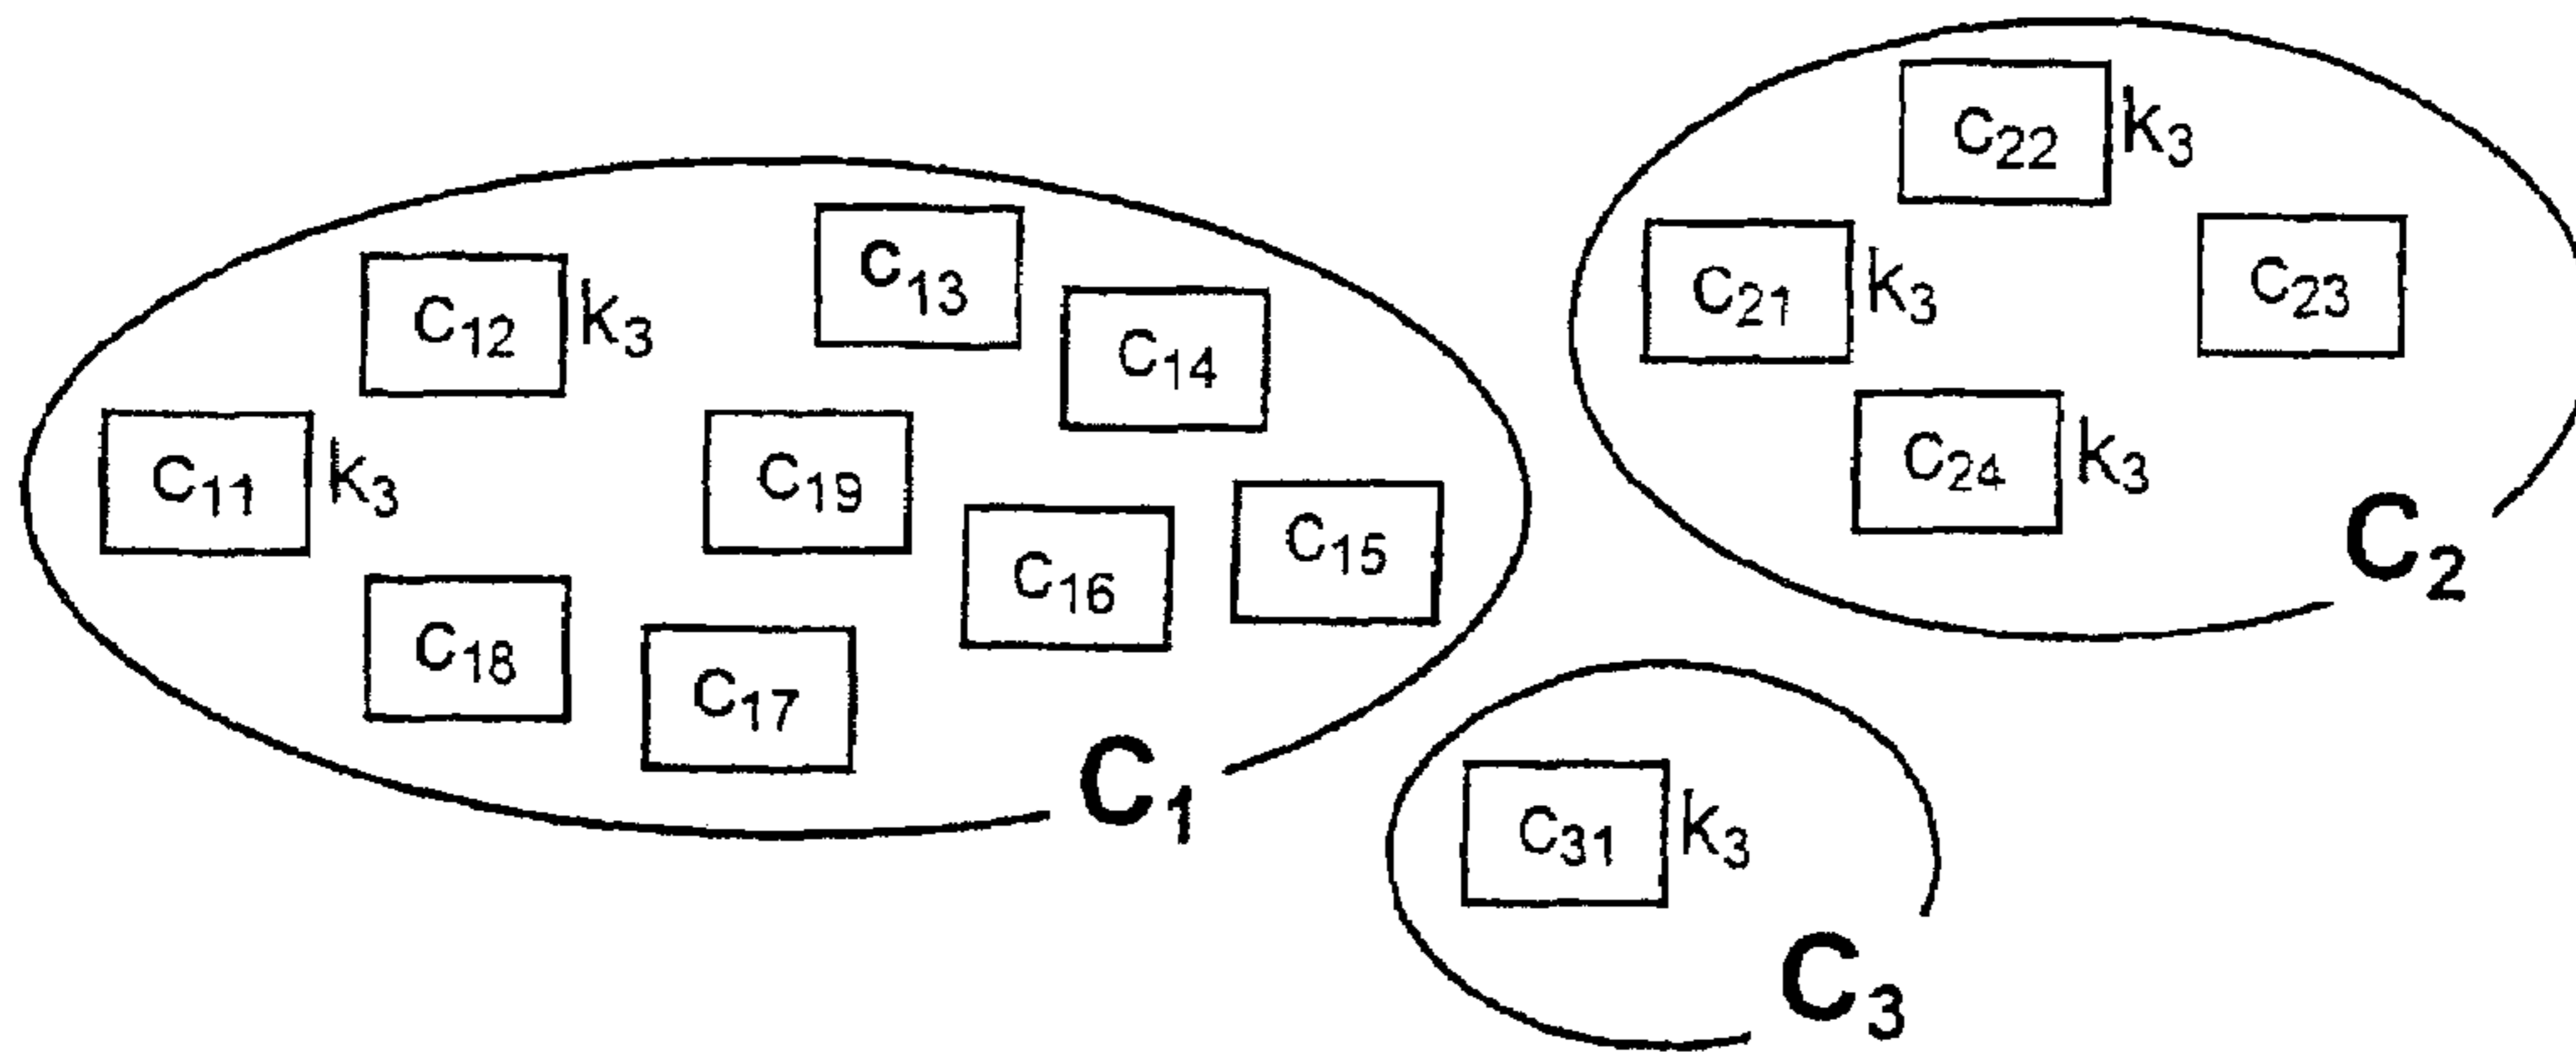 C₂₂ k₃
C₂₁ k₃
C₂₃
C₂₄ k₃
C₂
C₁₃
C₁₂ k₃
C₁₄
C₁₁ k₃
C₁₉
C₁₅
C₁₆
C₁₈
C₁₇
C₁
C₃₁ k₃
C₃